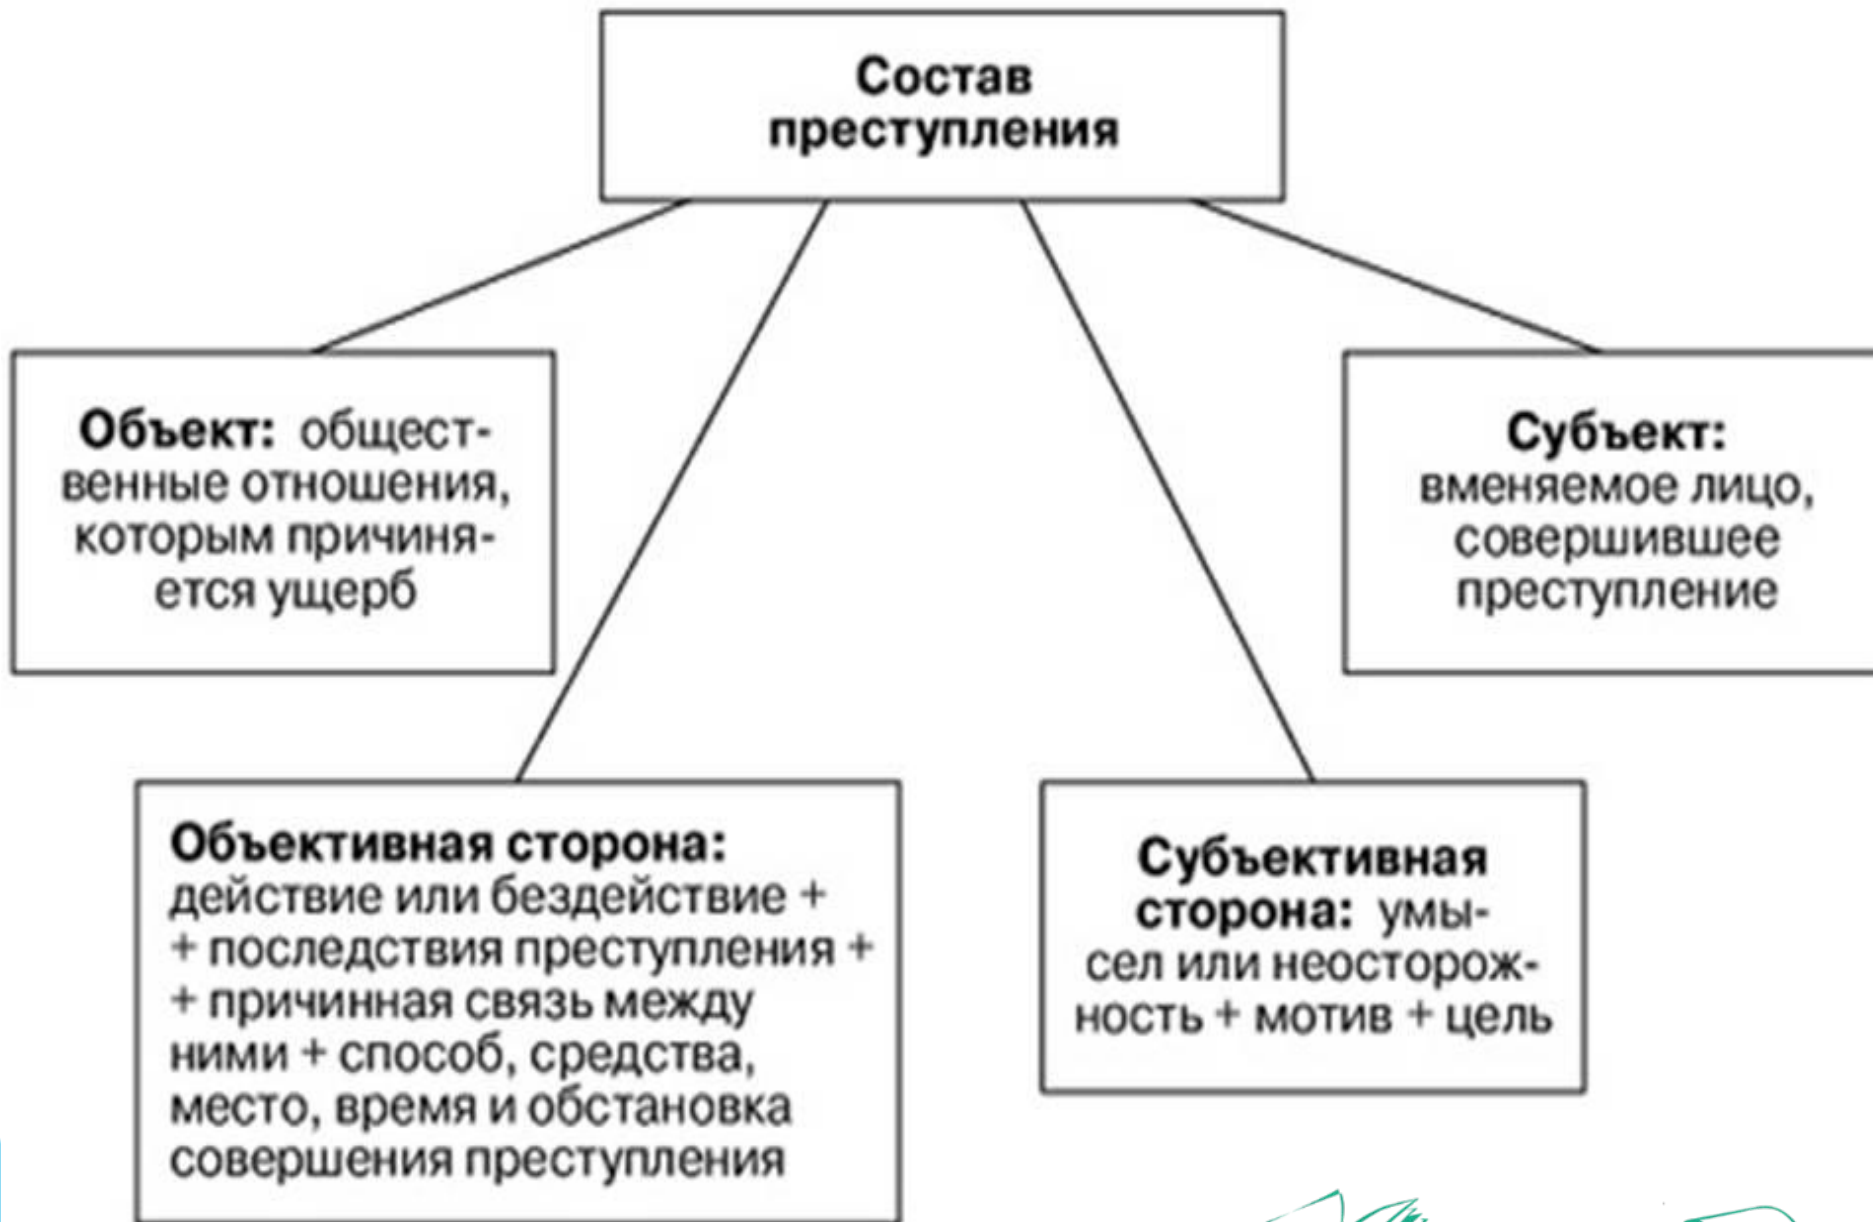 Состав
преступления
Объект: общест-
венные отношения,
которым причиня-
ется ущерб
Субъект:
вменяемое лицо,
совершившее
преступление
Объективная сторона:
действие или бездействие +
+ последствия преступления +
+ причинная связь между
ними + способ, средства,
место, время и обстановка
совершения преступления
Субъективная
сторона: умы-
сел или неосторож-
ность + мотив + цель